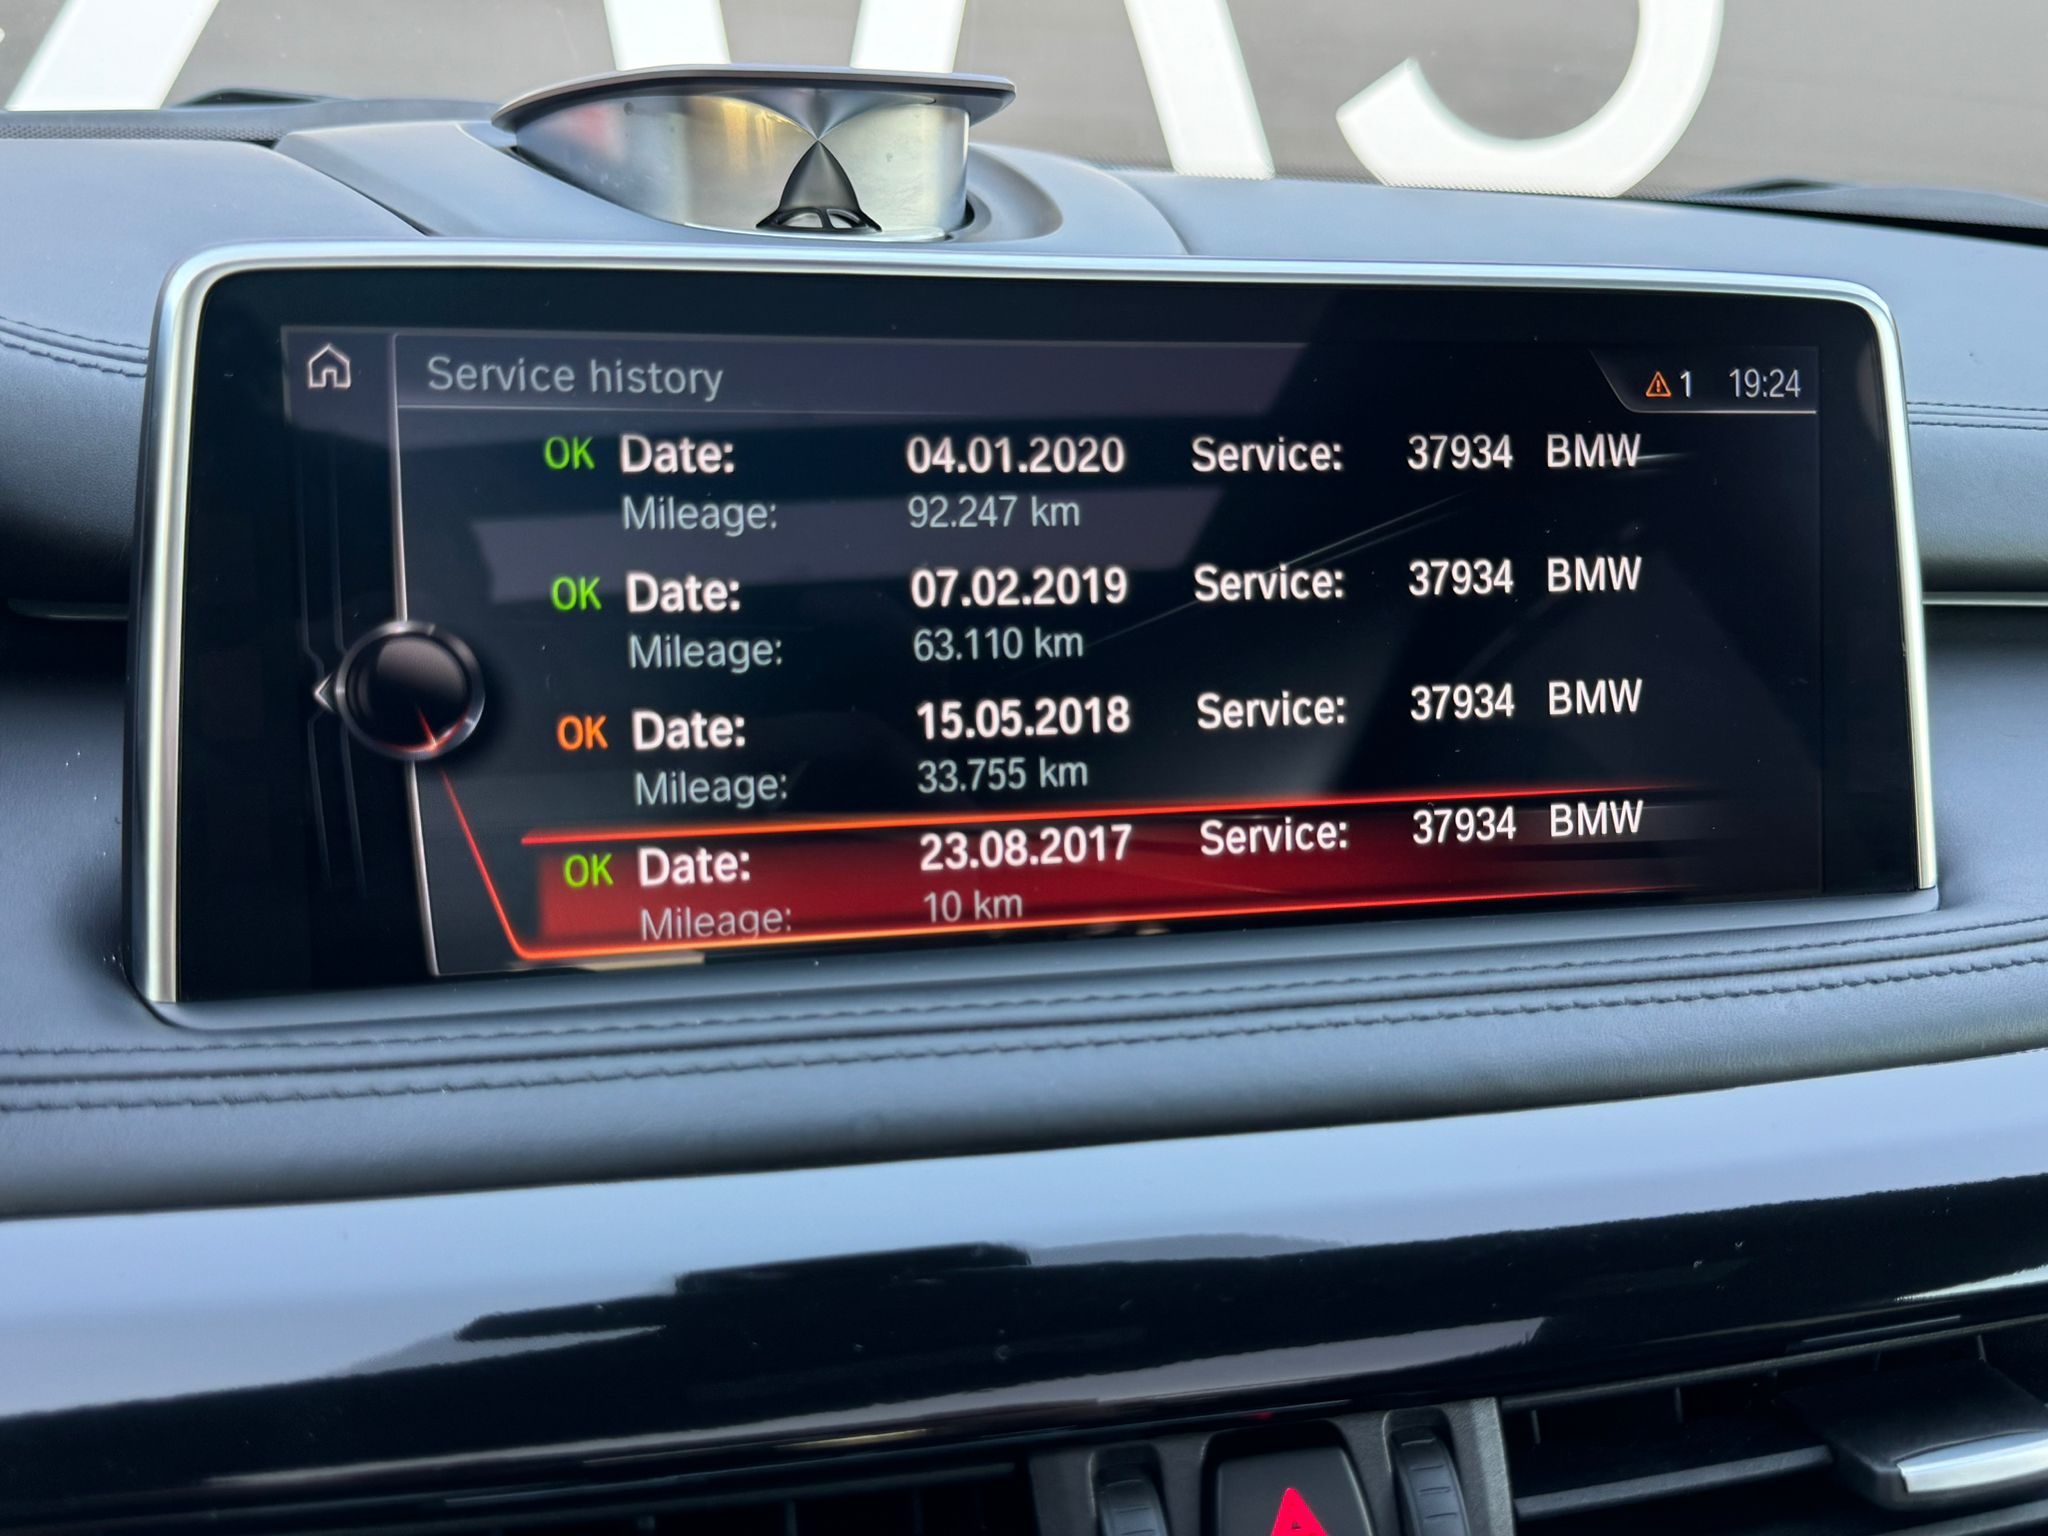 Service history
1 19:24
OK Date: 04.01.2020 Service: 37934 BMW
Mileage: 92.247 km
OK Date: 07.02.2019 Service: 37934 BMW
Mileage: 63.110 km
OK Date: 15.05.2018 Service: 37934 BMW
Mileage: 33.755 km
OK Date: 23.08.2017 Service: 37934 BMW
Mileage: 10 km